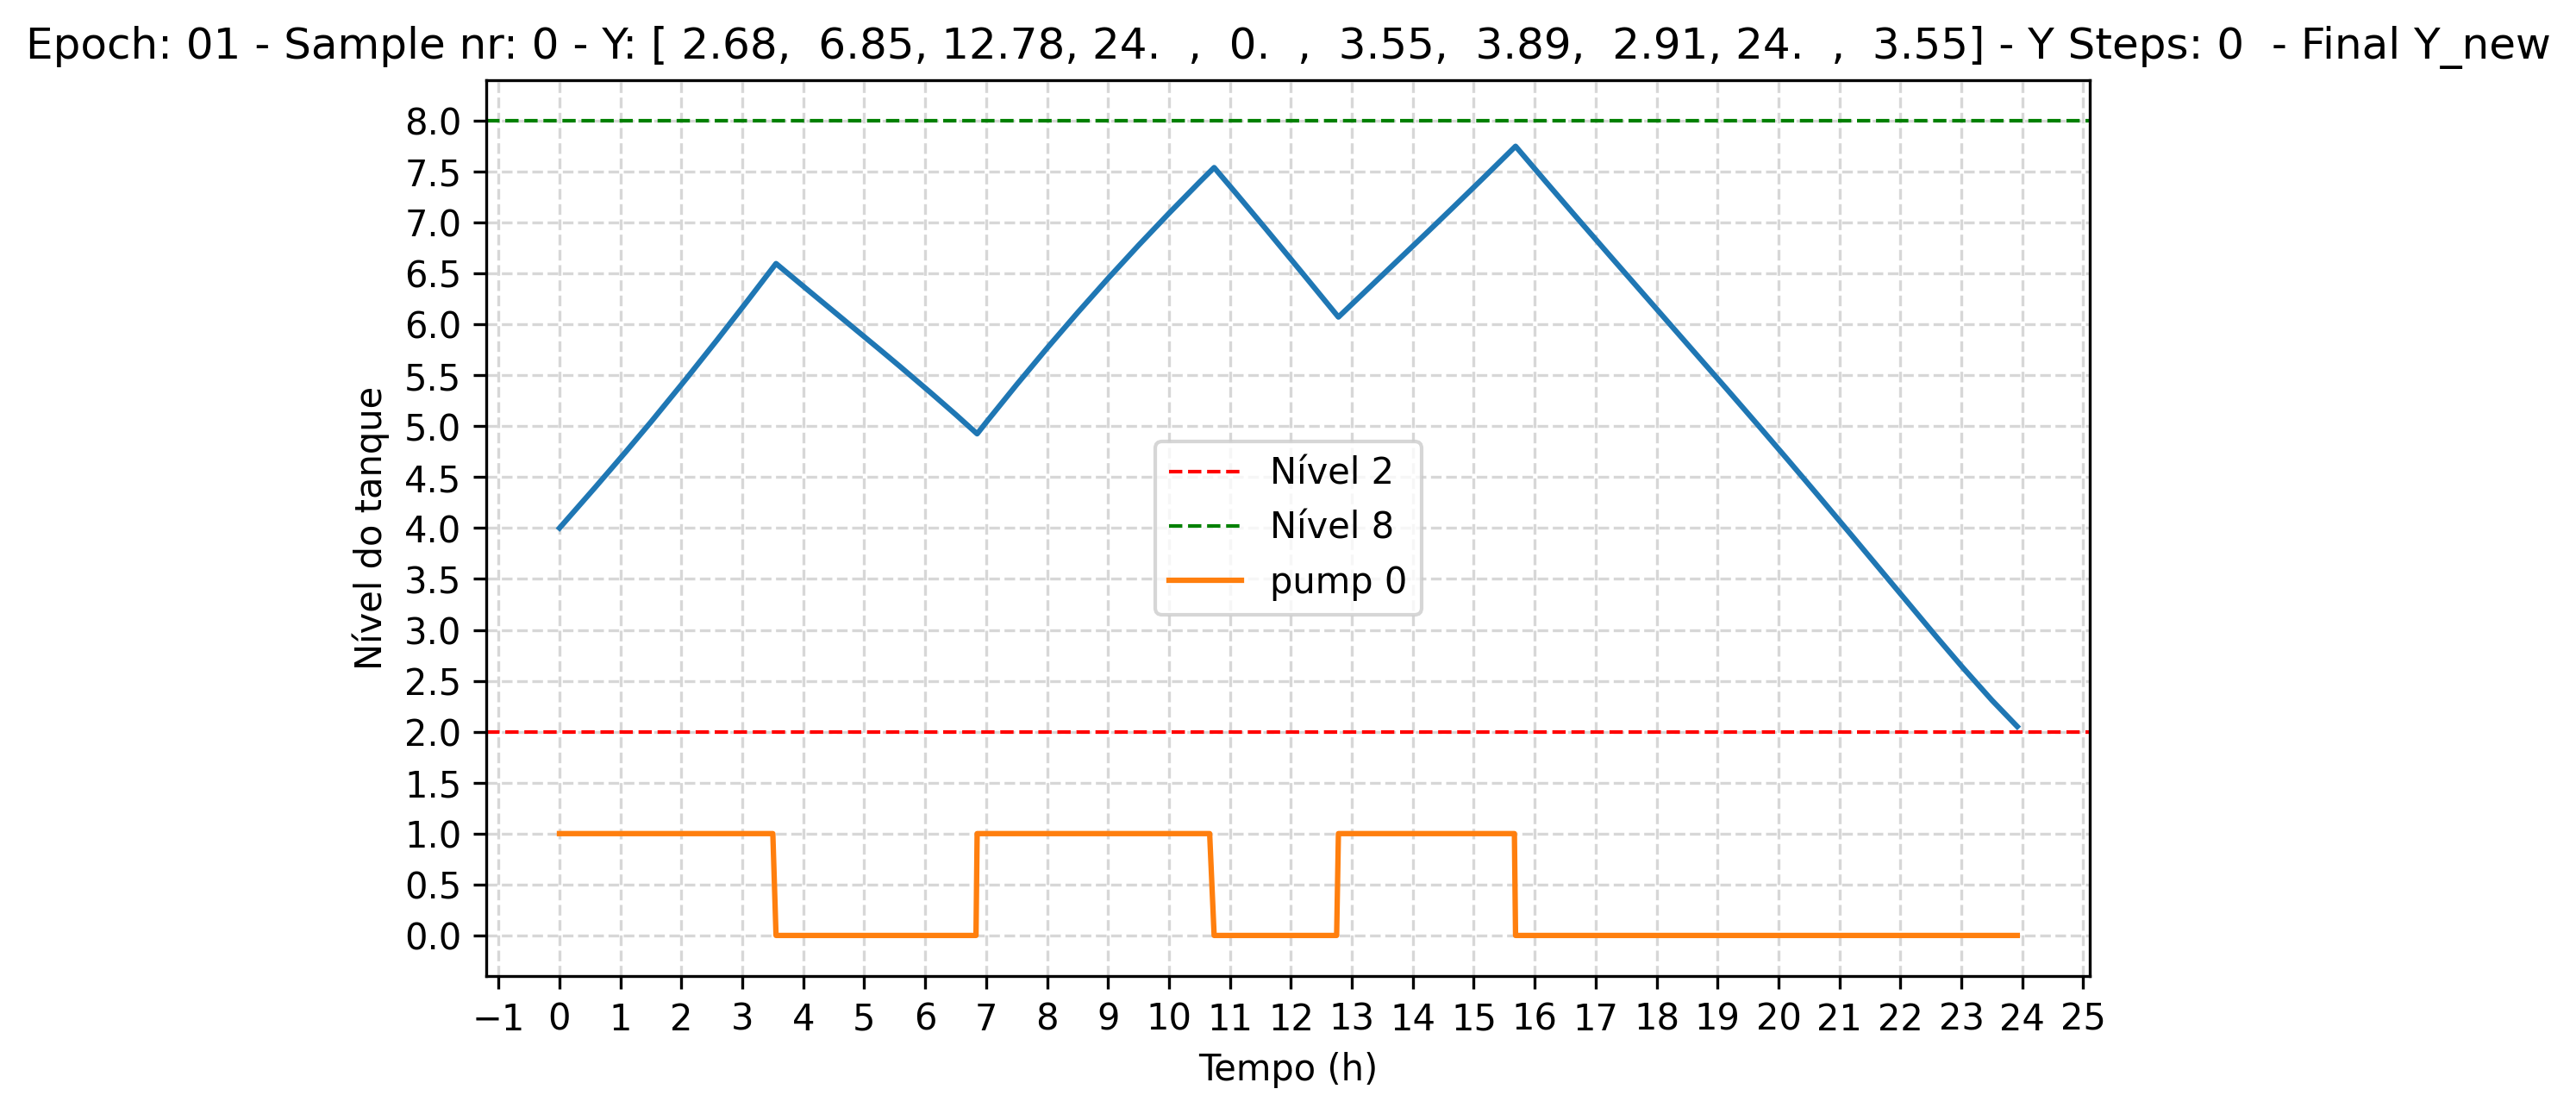 Epoch: 01 - Sample nr: 0 - Y: [ 2.68,  6.85, 12.78, 24.  ,  0.  ,  3.55,  3.89,  2.91, 24.  ,  3.55] - Y Steps: 0  - Final Y_new
8.0
7.5
7.0
6.5
6.0
5.5
5.0
4.5
4.0
3.5
3.0
2.5
2.0
1.5
1.0
0.5
0.0
Nível do tanque
Nível 2
Nível 8
pump 0
−1 0 1 2 3 4 5 6 7 8 9 10 11 12 13 14 15 16 17 18 19 20 21 22 23 24 25
Tempo (h)